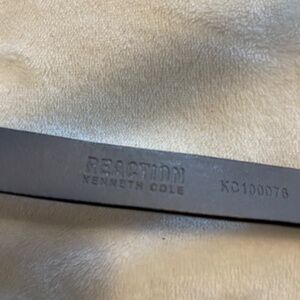 REACTION
KENNETH COLE
KC100076